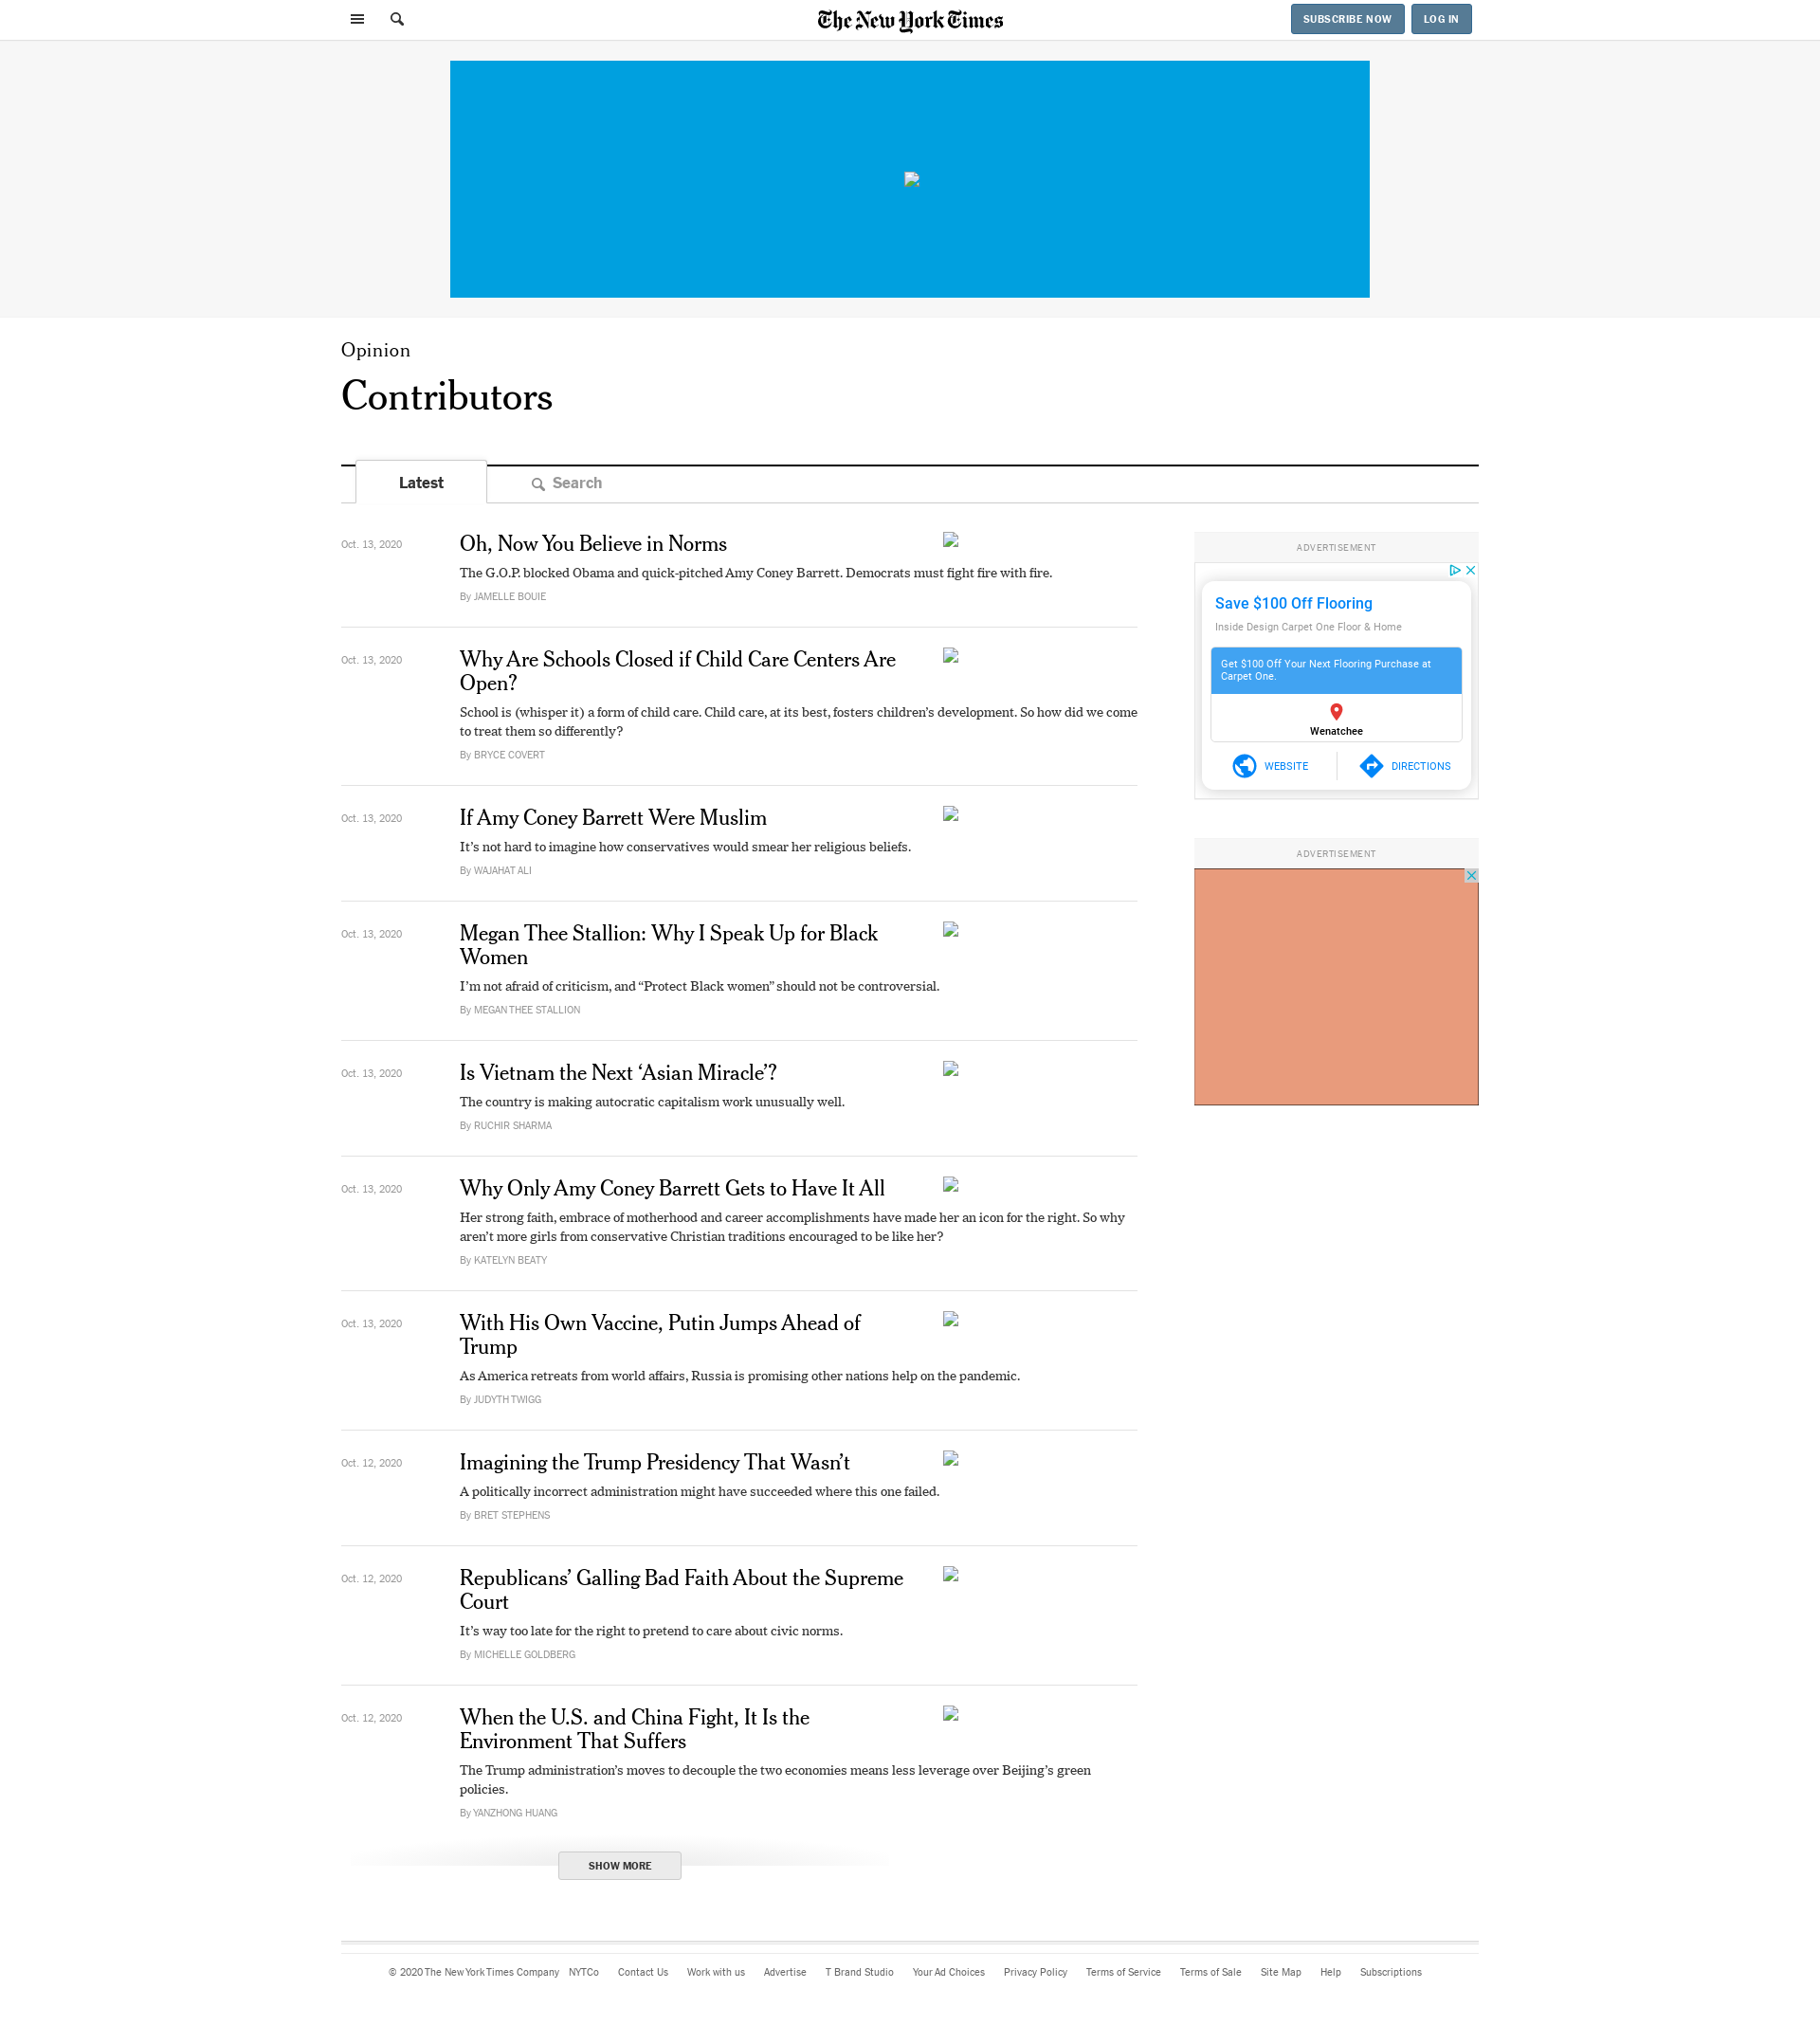 The New York Times
SUBSCRIBE NOW
LOG IN
Opinion
Contributors
Latest
Search
Oct. 13, 2020
Oh, Now You Believe in Norms
The G.O.P. blocked Obama and quick-pitched Amy Coney Barrett. Democrats must fight fire with fire.
By JAMELLE BOUIE
Oct. 13, 2020
Why Are Schools Closed if Child Care Centers Are
Open?
School is (whisper it) a form of child care. Child care, at its best, fosters children’s development. So how did we come
to treat them so differently?
By BRYCE COVERT
Oct. 13, 2020
If Amy Coney Barrett Were Muslim
It’s not hard to imagine how conservatives would smear her religious beliefs.
By WAJAHAT ALI
Oct. 13, 2020
Megan Thee Stallion: Why I Speak Up for Black
Women
I’m not afraid of criticism, and “Protect Black women” should not be controversial.
By MEGAN THEE STALLION
Oct. 13, 2020
Is Vietnam the Next ‘Asian Miracle’?
The country is making autocratic capitalism work unusually well.
By RUCHIR SHARMA
Oct. 13, 2020
Why Only Amy Coney Barrett Gets to Have It All
Her strong faith, embrace of motherhood and career accomplishments have made her an icon for the right. So why
aren’t more girls from conservative Christian traditions encouraged to be like her?
By KATELYN BEATY
Oct. 13, 2020
With His Own Vaccine, Putin Jumps Ahead of
Trump
As America retreats from world affairs, Russia is promising other nations help on the pandemic.
By JUDYTH TWIGG
Oct. 12, 2020
Imagining the Trump Presidency That Wasn’t
A politically incorrect administration might have succeeded where this one failed.
By BRET STEPHENS
Oct. 12, 2020
Republicans’ Galling Bad Faith About the Supreme
Court
It’s way too late for the right to pretend to care about civic norms.
By MICHELLE GOLDBERG
Oct. 12, 2020
When the U.S. and China Fight, It Is the
Environment That Suffers
The Trump administration’s moves to decouple the two economies means less leverage over Beijing’s green
policies.
By YANZHONG HUANG
SHOW MORE
ADVERTISEMENT
Save $100 Off Flooring
Inside Design Carpet One Floor & Home
Get $100 Off Your Next Flooring Purchase at
Carpet One.
Wenatchee
WEBSITE
DIRECTIONS
ADVERTISEMENT
© 2020 The New York Times Company NYTCo Contact Us Work with us Advertise T Brand Studio Your Ad Choices Privacy Policy Terms of Service Terms of Sale Site Map Help Subscriptions